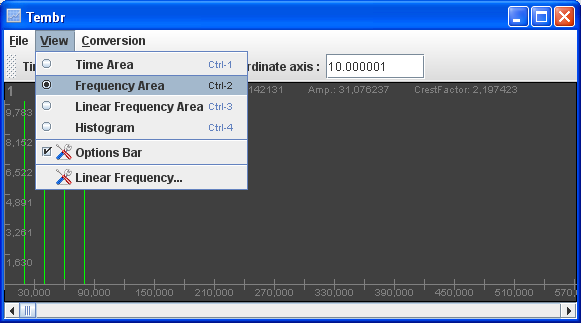 Tembr
File View Conversion
Time Area Ctrl-1
Frequency Area Ctrl-2
Linear Frequency Area Ctrl-3
Histogram Ctrl-4
Options Bar
Linear Frequency...
rdinate axis : 10.000001
1 142131 Amp.: 31,076237 CrestFactor: 2,197423
9,783
8,152
6,522
4,891
3,261
1,630
30,000 90,000 150,000 210,000 270,000 330,000 390,000 450,000 510,000 570,0